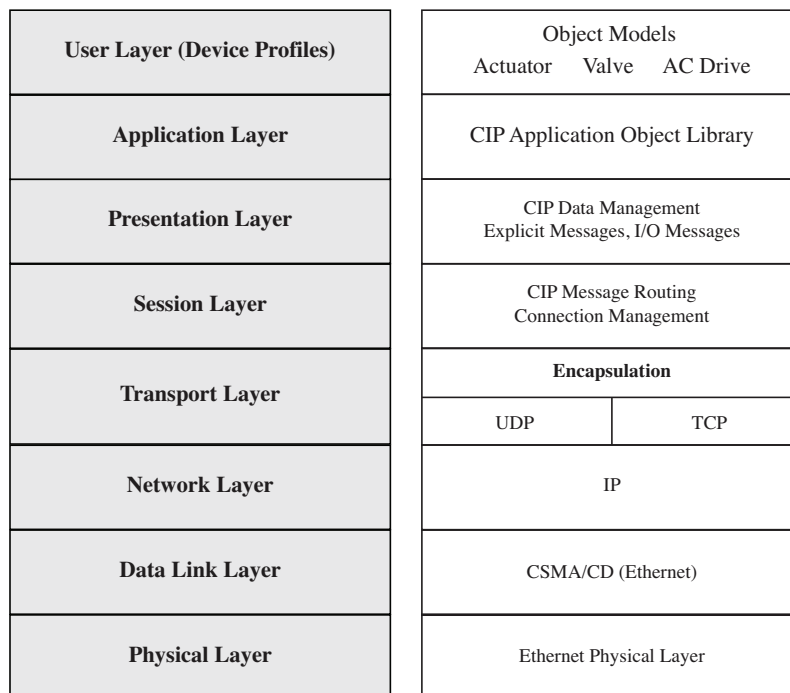 User Layer (Device Profiles)
Object Models
Actuator Valve AC Drive
Application Layer
CIP Application Object Library
Presentation Layer
CIP Data Management
Explicit Messages, I/O Messages
Session Layer
CIP Message Routing
Connection Management
Transport Layer
Encapsulation
UDP
TCP
Network Layer
IP
Data Link Layer
CSMA/CD (Ethernet)
Physical Layer
Ethernet Physical Layer